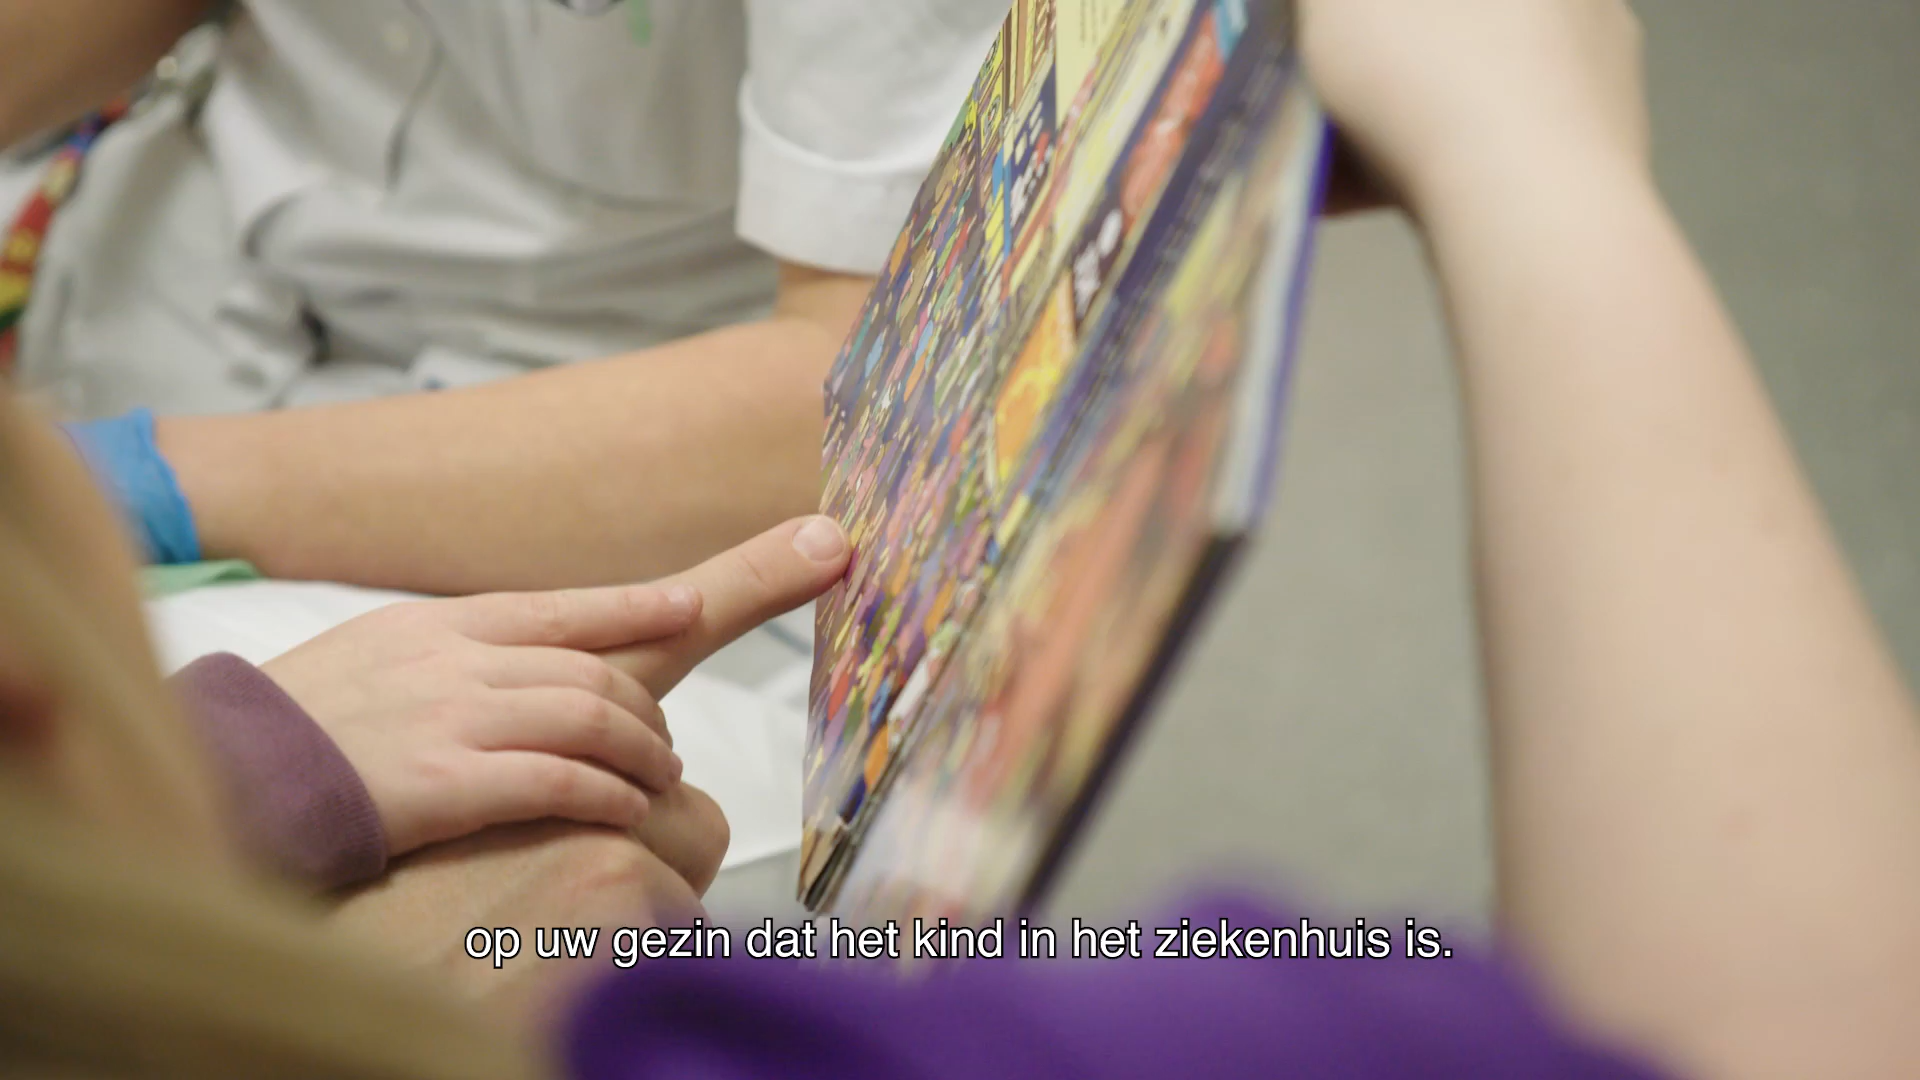 op uw gezin dat het kind in het ziekenhuis is.